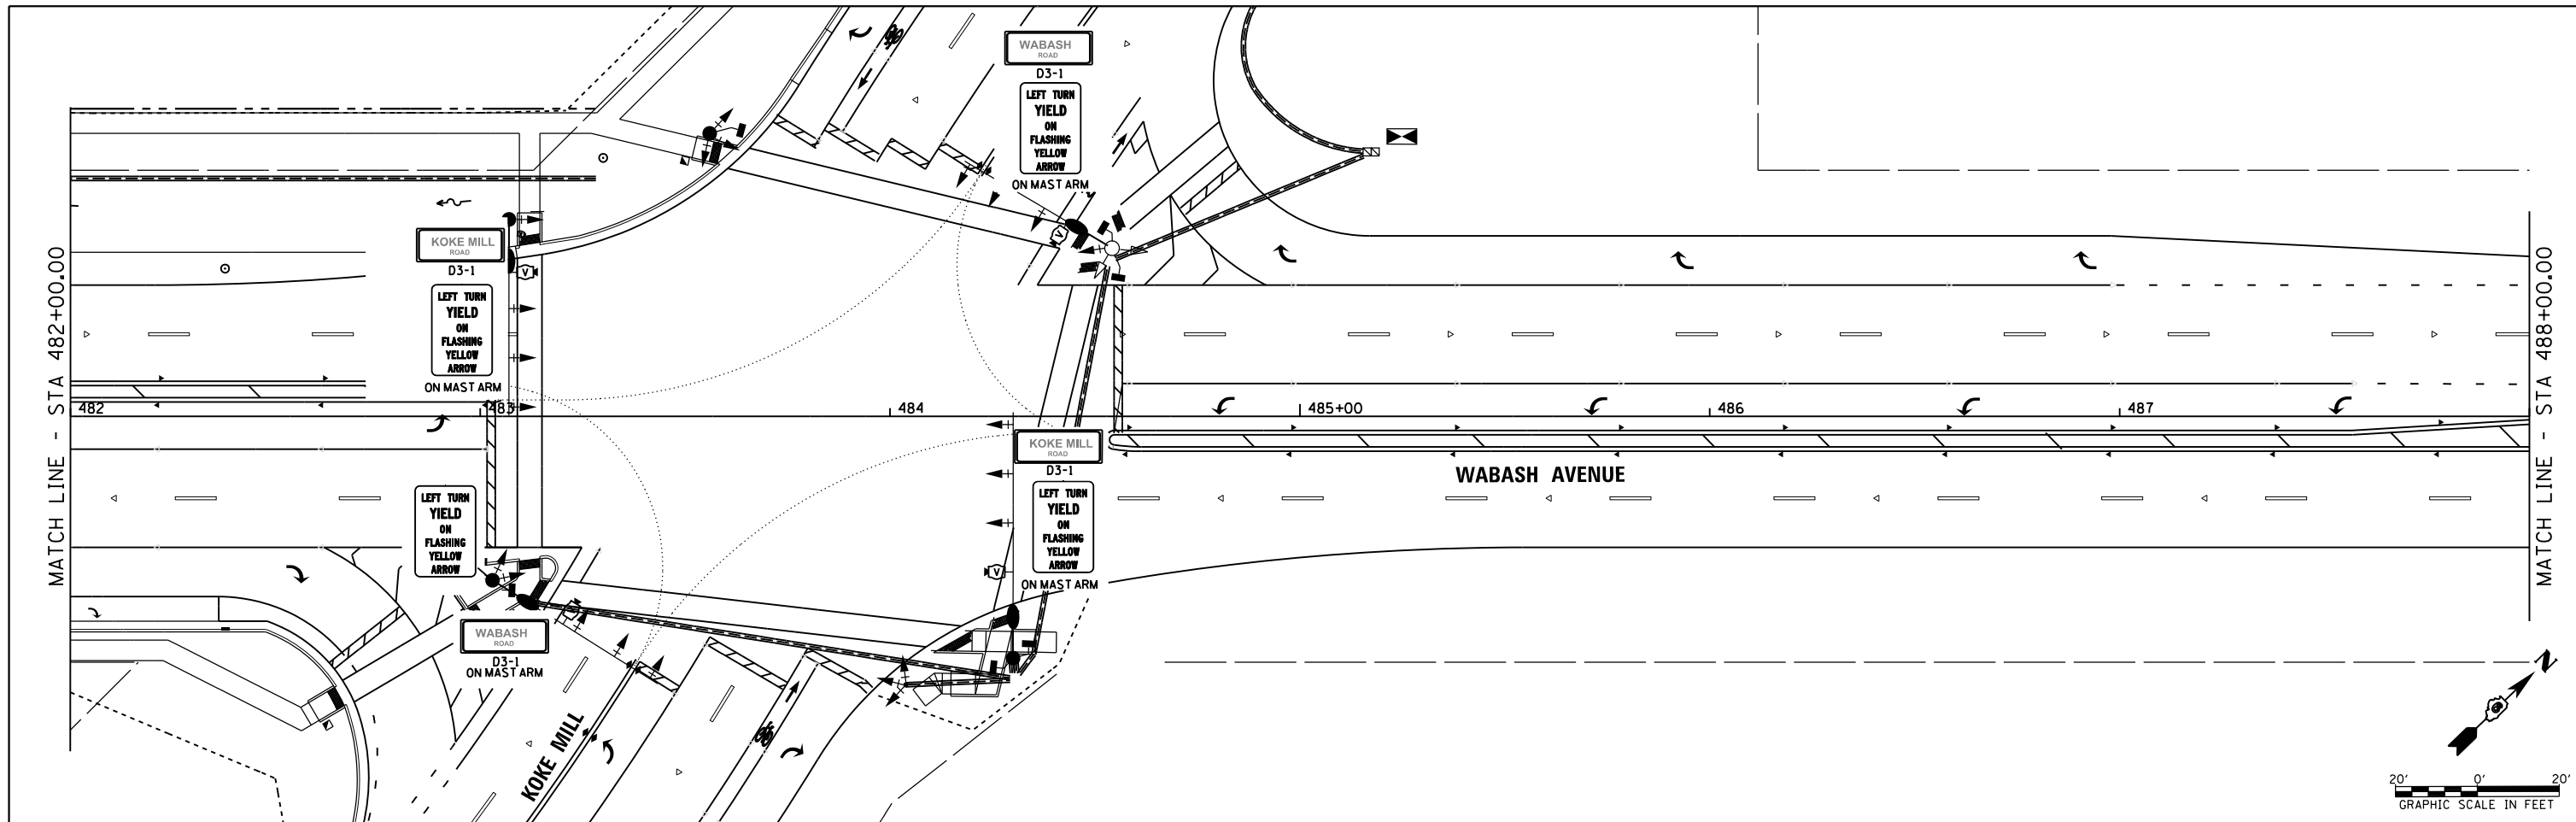 WABASH
ROAD
D3-1
LEFT TURN
YIELD
ON
FLASHING
YELLOW
ARROW
ON MAST ARM
KOKE MILL
ROAD
D3-1
LEFT TURN
YIELD
ON
FLASHING
YELLOW
ARROW
ON MAST ARM
MATCH LINE - STA 482+00.00
482
483
484
485+00
486
487
MATCH LINE - STA 488+00.00
KOKE MILL
ROAD
D3-1
LEFT TURN
YIELD
ON
FLASHING
YELLOW
ARROW
ON MAST ARM
WABASH AVENUE
LEFT TURN
YIELD
ON
FLASHING
YELLOW
ARROW
WABASH
ROAD
D3-1
ON MAST ARM
KOKE MILL
V
V
V
V
N
20' 0' 20'
GRAPHIC SCALE IN FEET